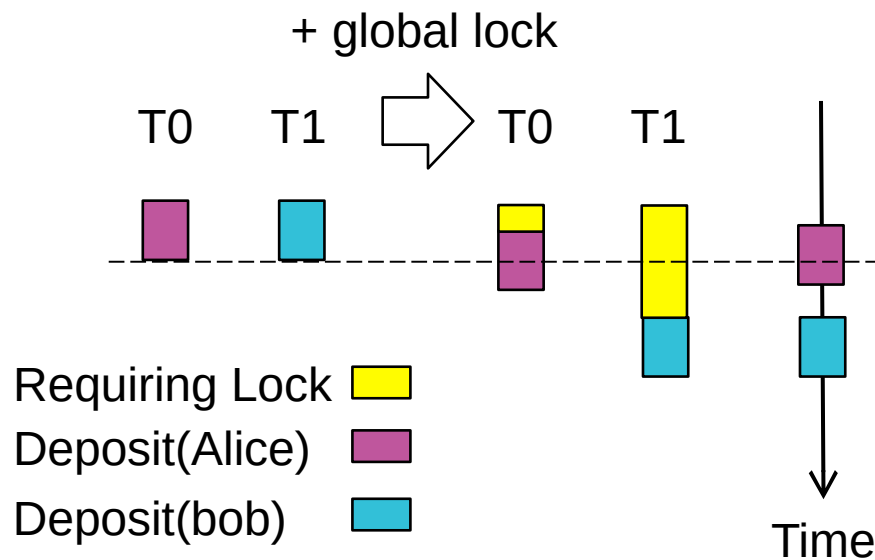 + global lock
T0 T1 T0 T1
Requiring Lock
Deposit(Alice)
Deposit(bob)
Time